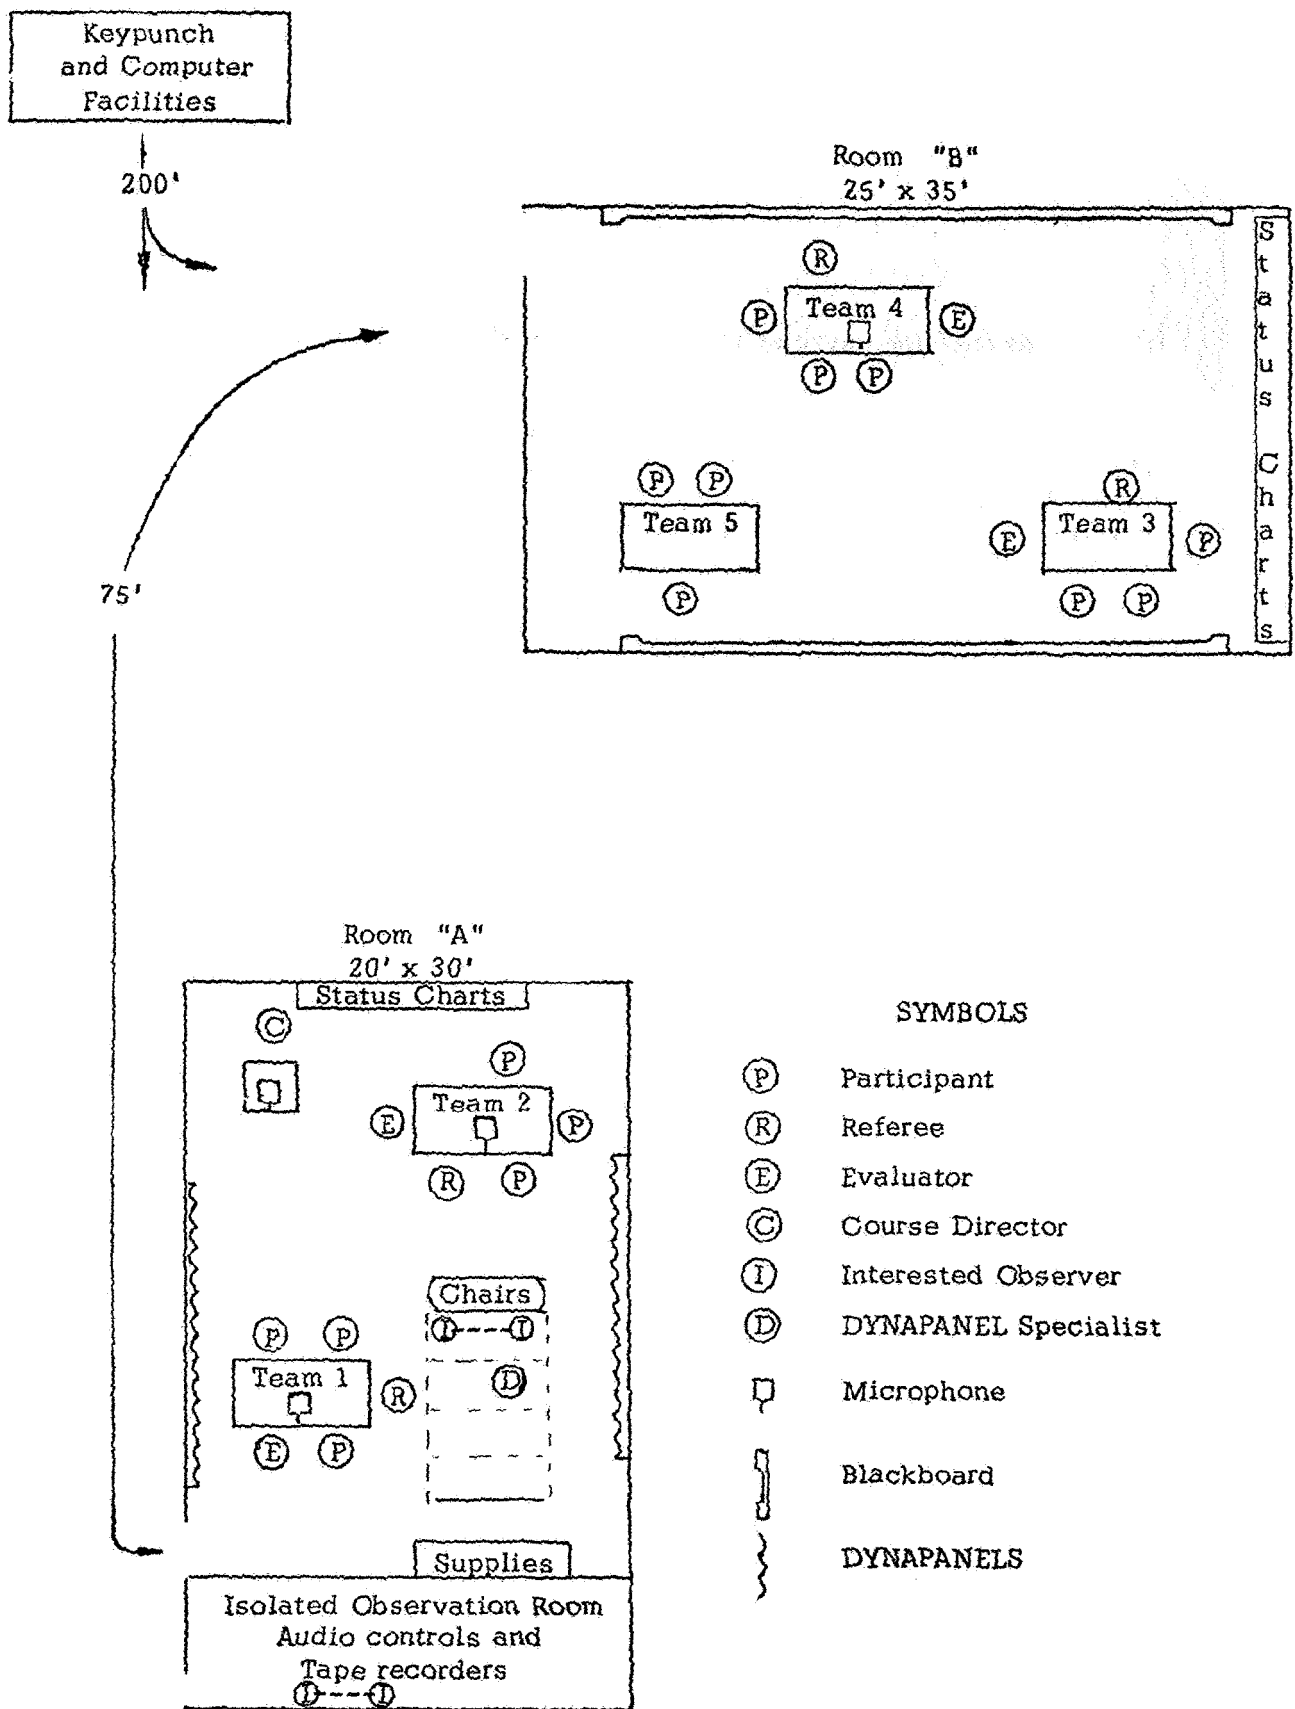 Keypunch
and Computer
Facilities
200'
Room "B"
25' x 35'
R
P
Team 4
E
P P
Status Charts
P P
Team 5
P
R
E
Team 3
P
P P
75'
Room "A"
20' x 30'
Status Charts
C
P
E
Team 2
P
R P
Chairs
I I
D
P P
Team 1
R
E P
Supplies
Isolated Observation Room
Audio controls and
Tape recorders
I I
SYMBOLS
P Participant
R Referee
E Evaluator
C Course Director
I Interested Observer
D DYNAPANEL Specialist
Microphone
Blackboard
DYNAPANELS